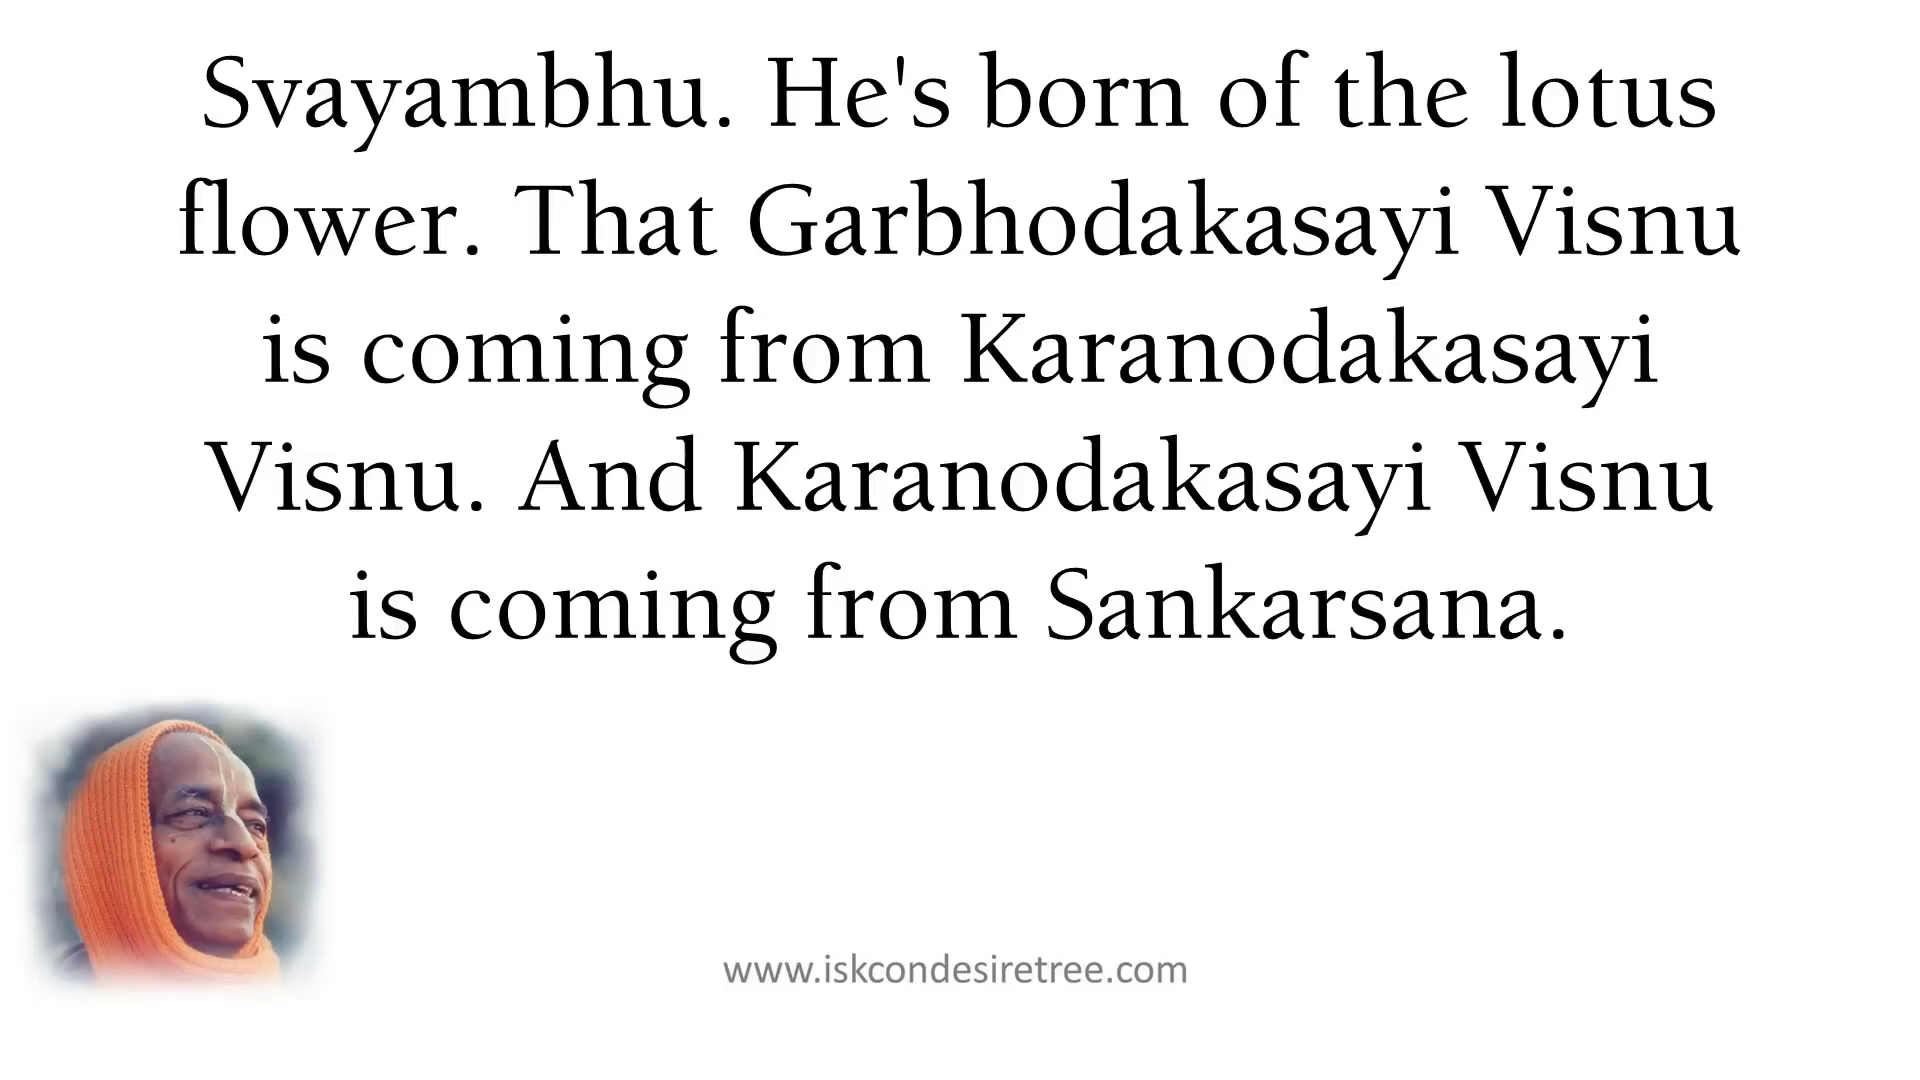 Svayambhu. He's born of the lotus
flower. That Garbhodakasayi Visnu
is coming from Karanodakasayi
Visnu. And Karanodakasayi Visnu
is coming from Sankarsana.
www.iskcondesiretree.com